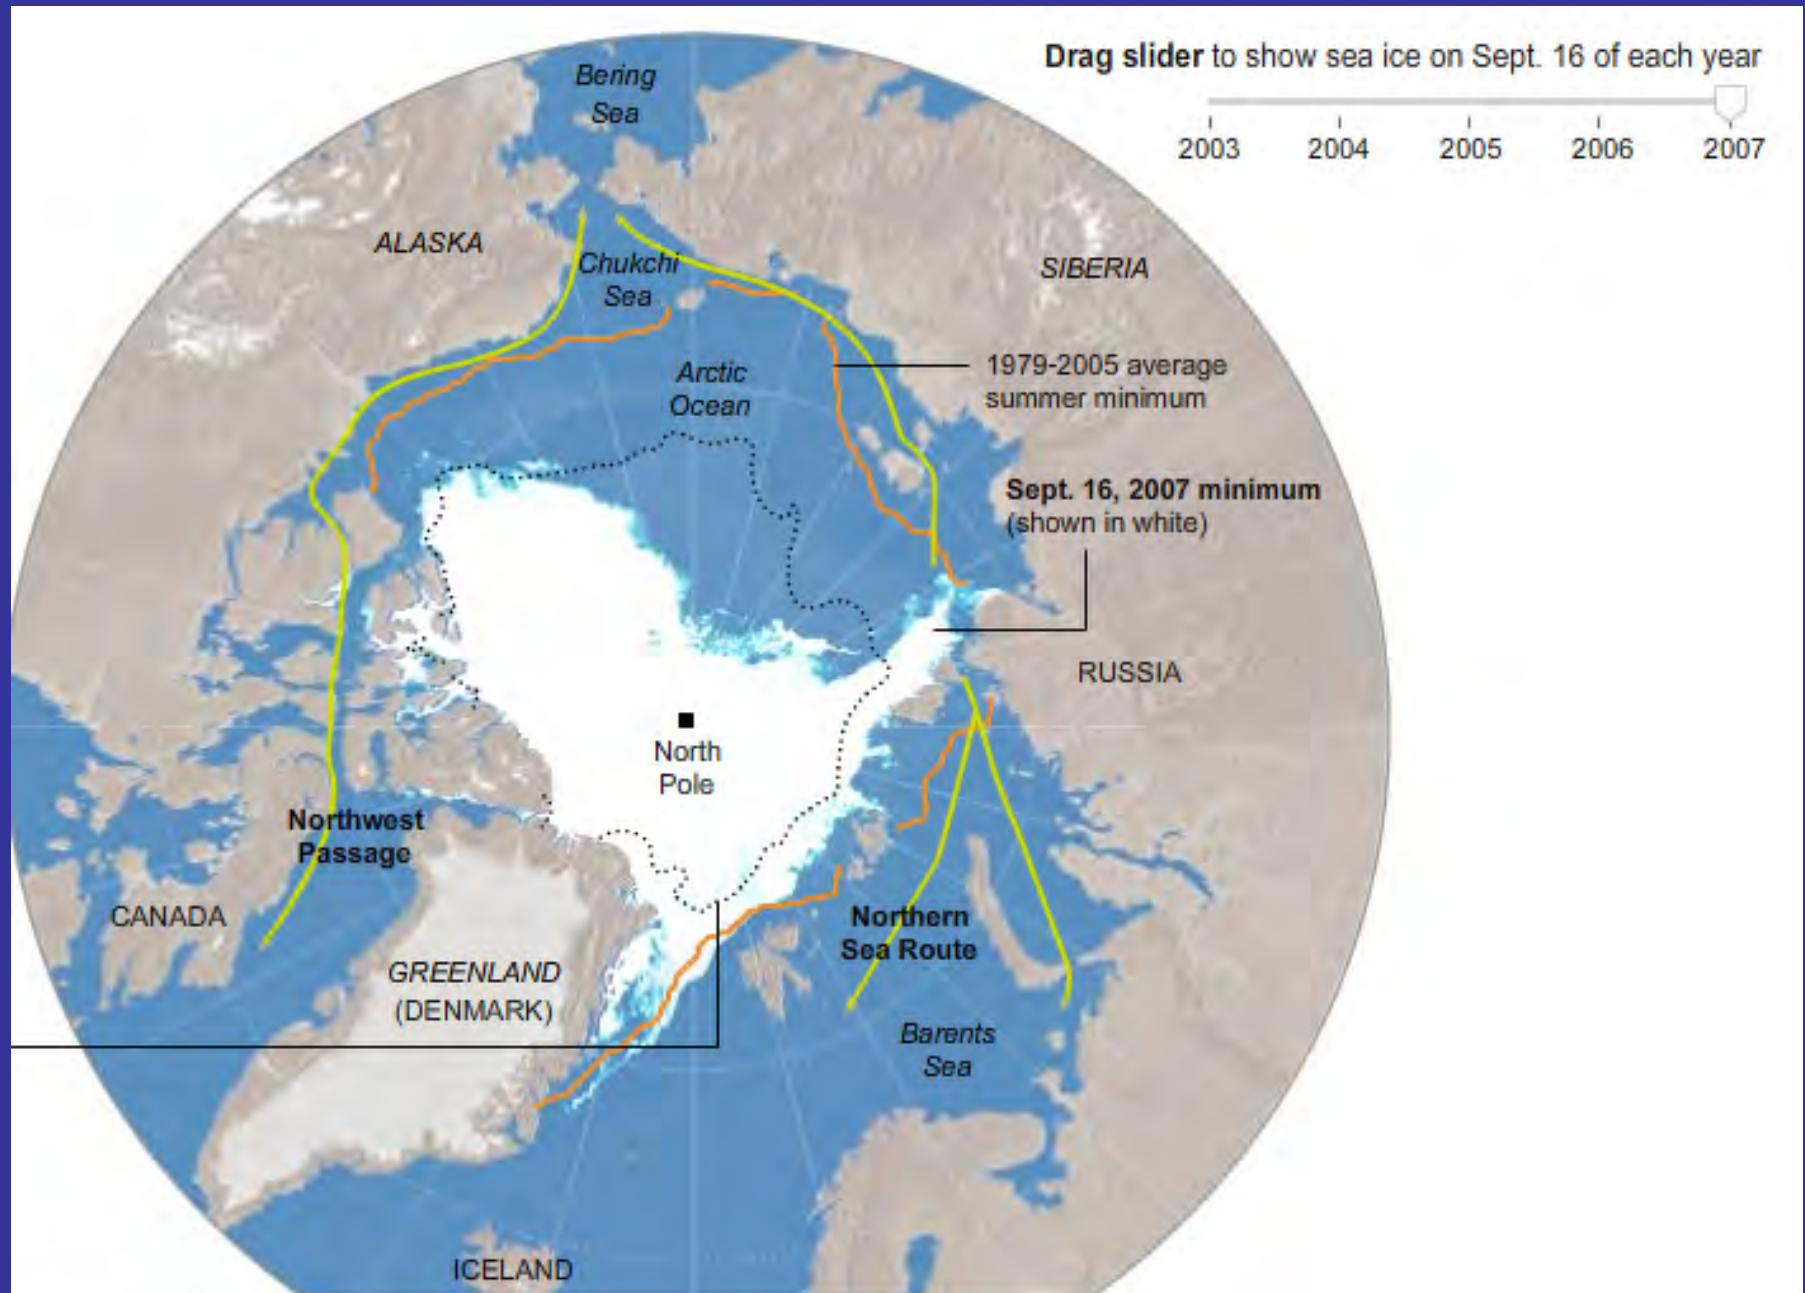 Drag slider to show sea ice on Sept. 16 of each year
2003 2004 2005 2006 2007
Bering
Sea
ALASKA
Chukchi
Sea
SIBERIA
Arctic
Ocean
1979-2005 average
summer minimum
Sept. 16, 2007 minimum
(shown in white)
RUSSIA
North
Pole
Northwest
Passage
CANADA
Northern
Sea Route
GREENLAND
(DENMARK)
Barents
Sea
ICELAND